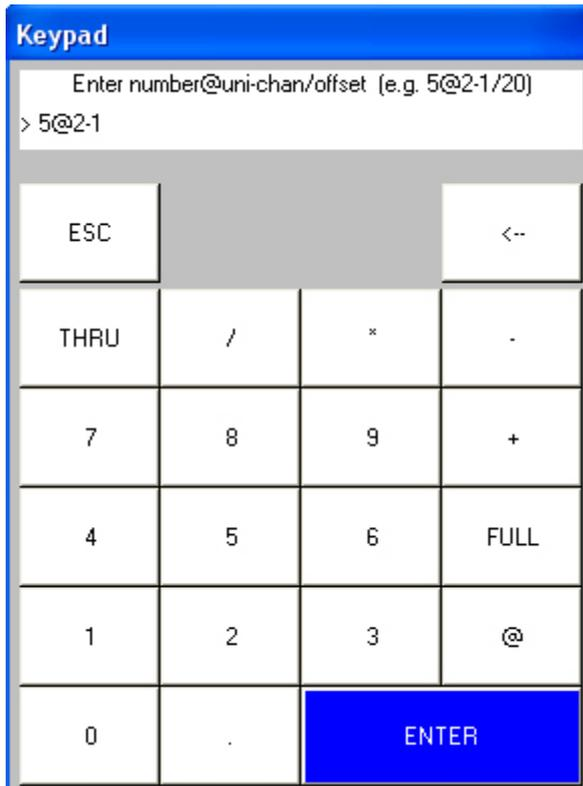 Keypad
Enter number@uni-chan/offset (e.g. 5@2-1/20)
> 5@2-1
ESC <--
THRU / * -
7 8 9 +
4 5 6 FULL
1 2 3 @
0 . ENTER